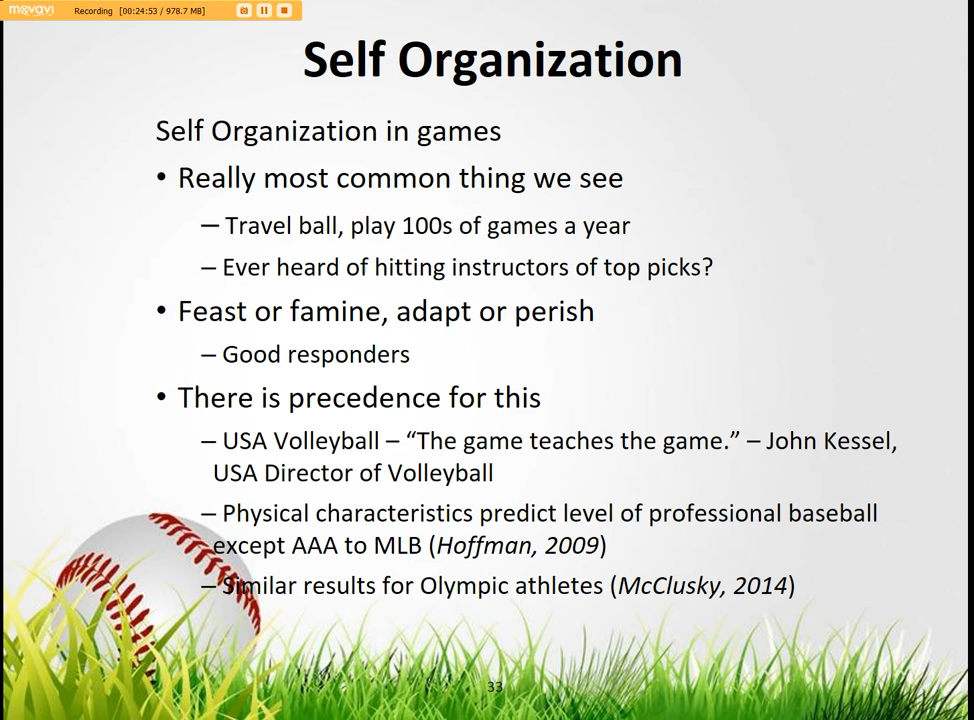 movavi Recording [00:24:53 / 978.7 MB]
Self Organization
Self Organization in games
• Really most common thing we see
– Travel ball, play 100s of games a year
– Ever heard of hitting instructors of top picks?
• Feast or famine, adapt or perish
– Good responders
• There is precedence for this
– USA Volleyball – “The game teaches the game.” – John Kessel,
USA Director of Volleyball
– Physical characteristics predict level of professional baseball
except AAA to MLB (Hoffman, 2009)
– Similar results for Olympic athletes (McClusky, 2014)
33